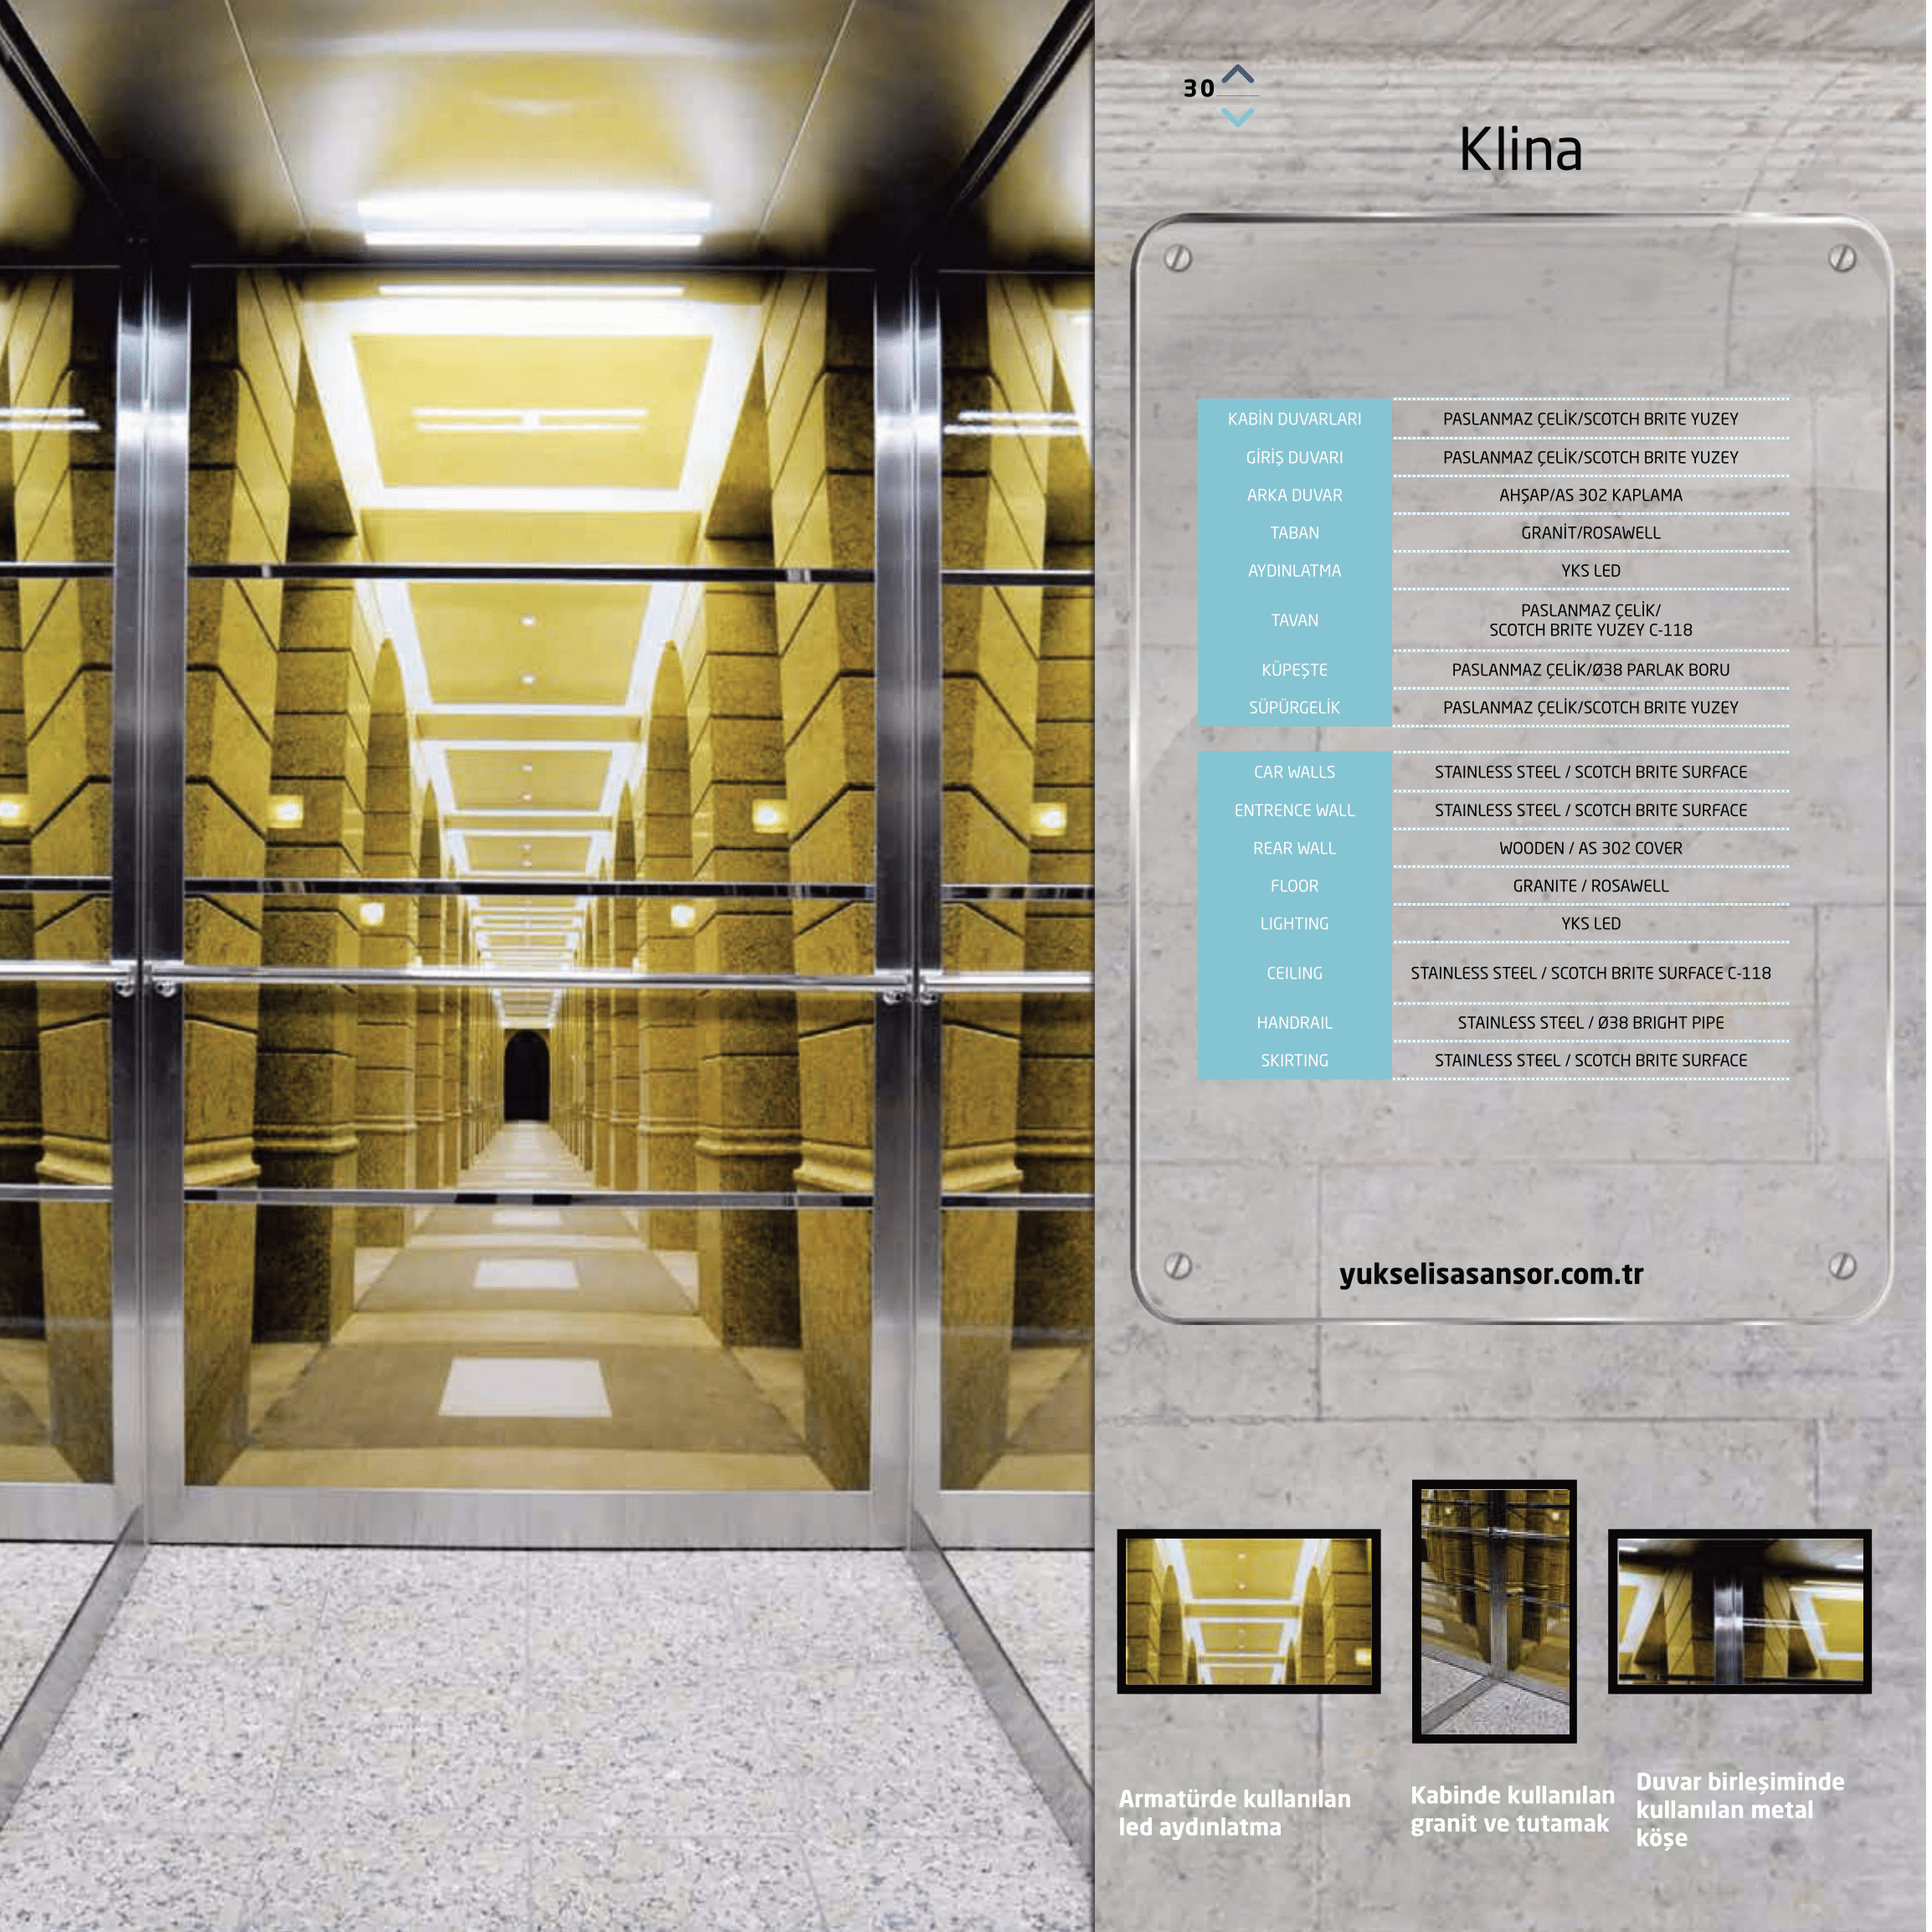 30
Klina
KABİN DUVARLARI PASLANMAZ ÇELİK/SCOTCH BRITE YUZEY
GİRİŞ DUVARI PASLANMAZ ÇELİK/SCOTCH BRITE YUZEY
ARKA DUVAR AHŞAP/AS 302 KAPLAMA
TABAN GRANİT/ROSAWELL
AYDINLATMA YKS LED
TAVAN PASLANMAZ ÇELİK/
SCOTCH BRITE YUZEY C-118
KÜPEŞTE PASLANMAZ ÇELİK/Ø38 PARLAK BORU
SÜPÜRGELİK PASLANMAZ ÇELİK/SCOTCH BRITE YUZEY
CAR WALLS STAINLESS STEEL / SCOTCH BRITE SURFACE
ENTRENCE WALL STAINLESS STEEL / SCOTCH BRITE SURFACE
REAR WALL WOODEN / AS 302 COVER
FLOOR GRANITE / ROSAWELL
LIGHTING YKS LED
CEILING STAINLESS STEEL / SCOTCH BRITE SURFACE C-118
HANDRAIL STAINLESS STEEL / Ø38 BRIGHT PIPE
SKIRTING STAINLESS STEEL / SCOTCH BRITE SURFACE
yukselisasansor.com.tr
Armatürde kullanılan
led aydınlatma
Kabinde kullanılan
granit ve tutamak
Duvar birleşiminde
kullanılan metal
köşe